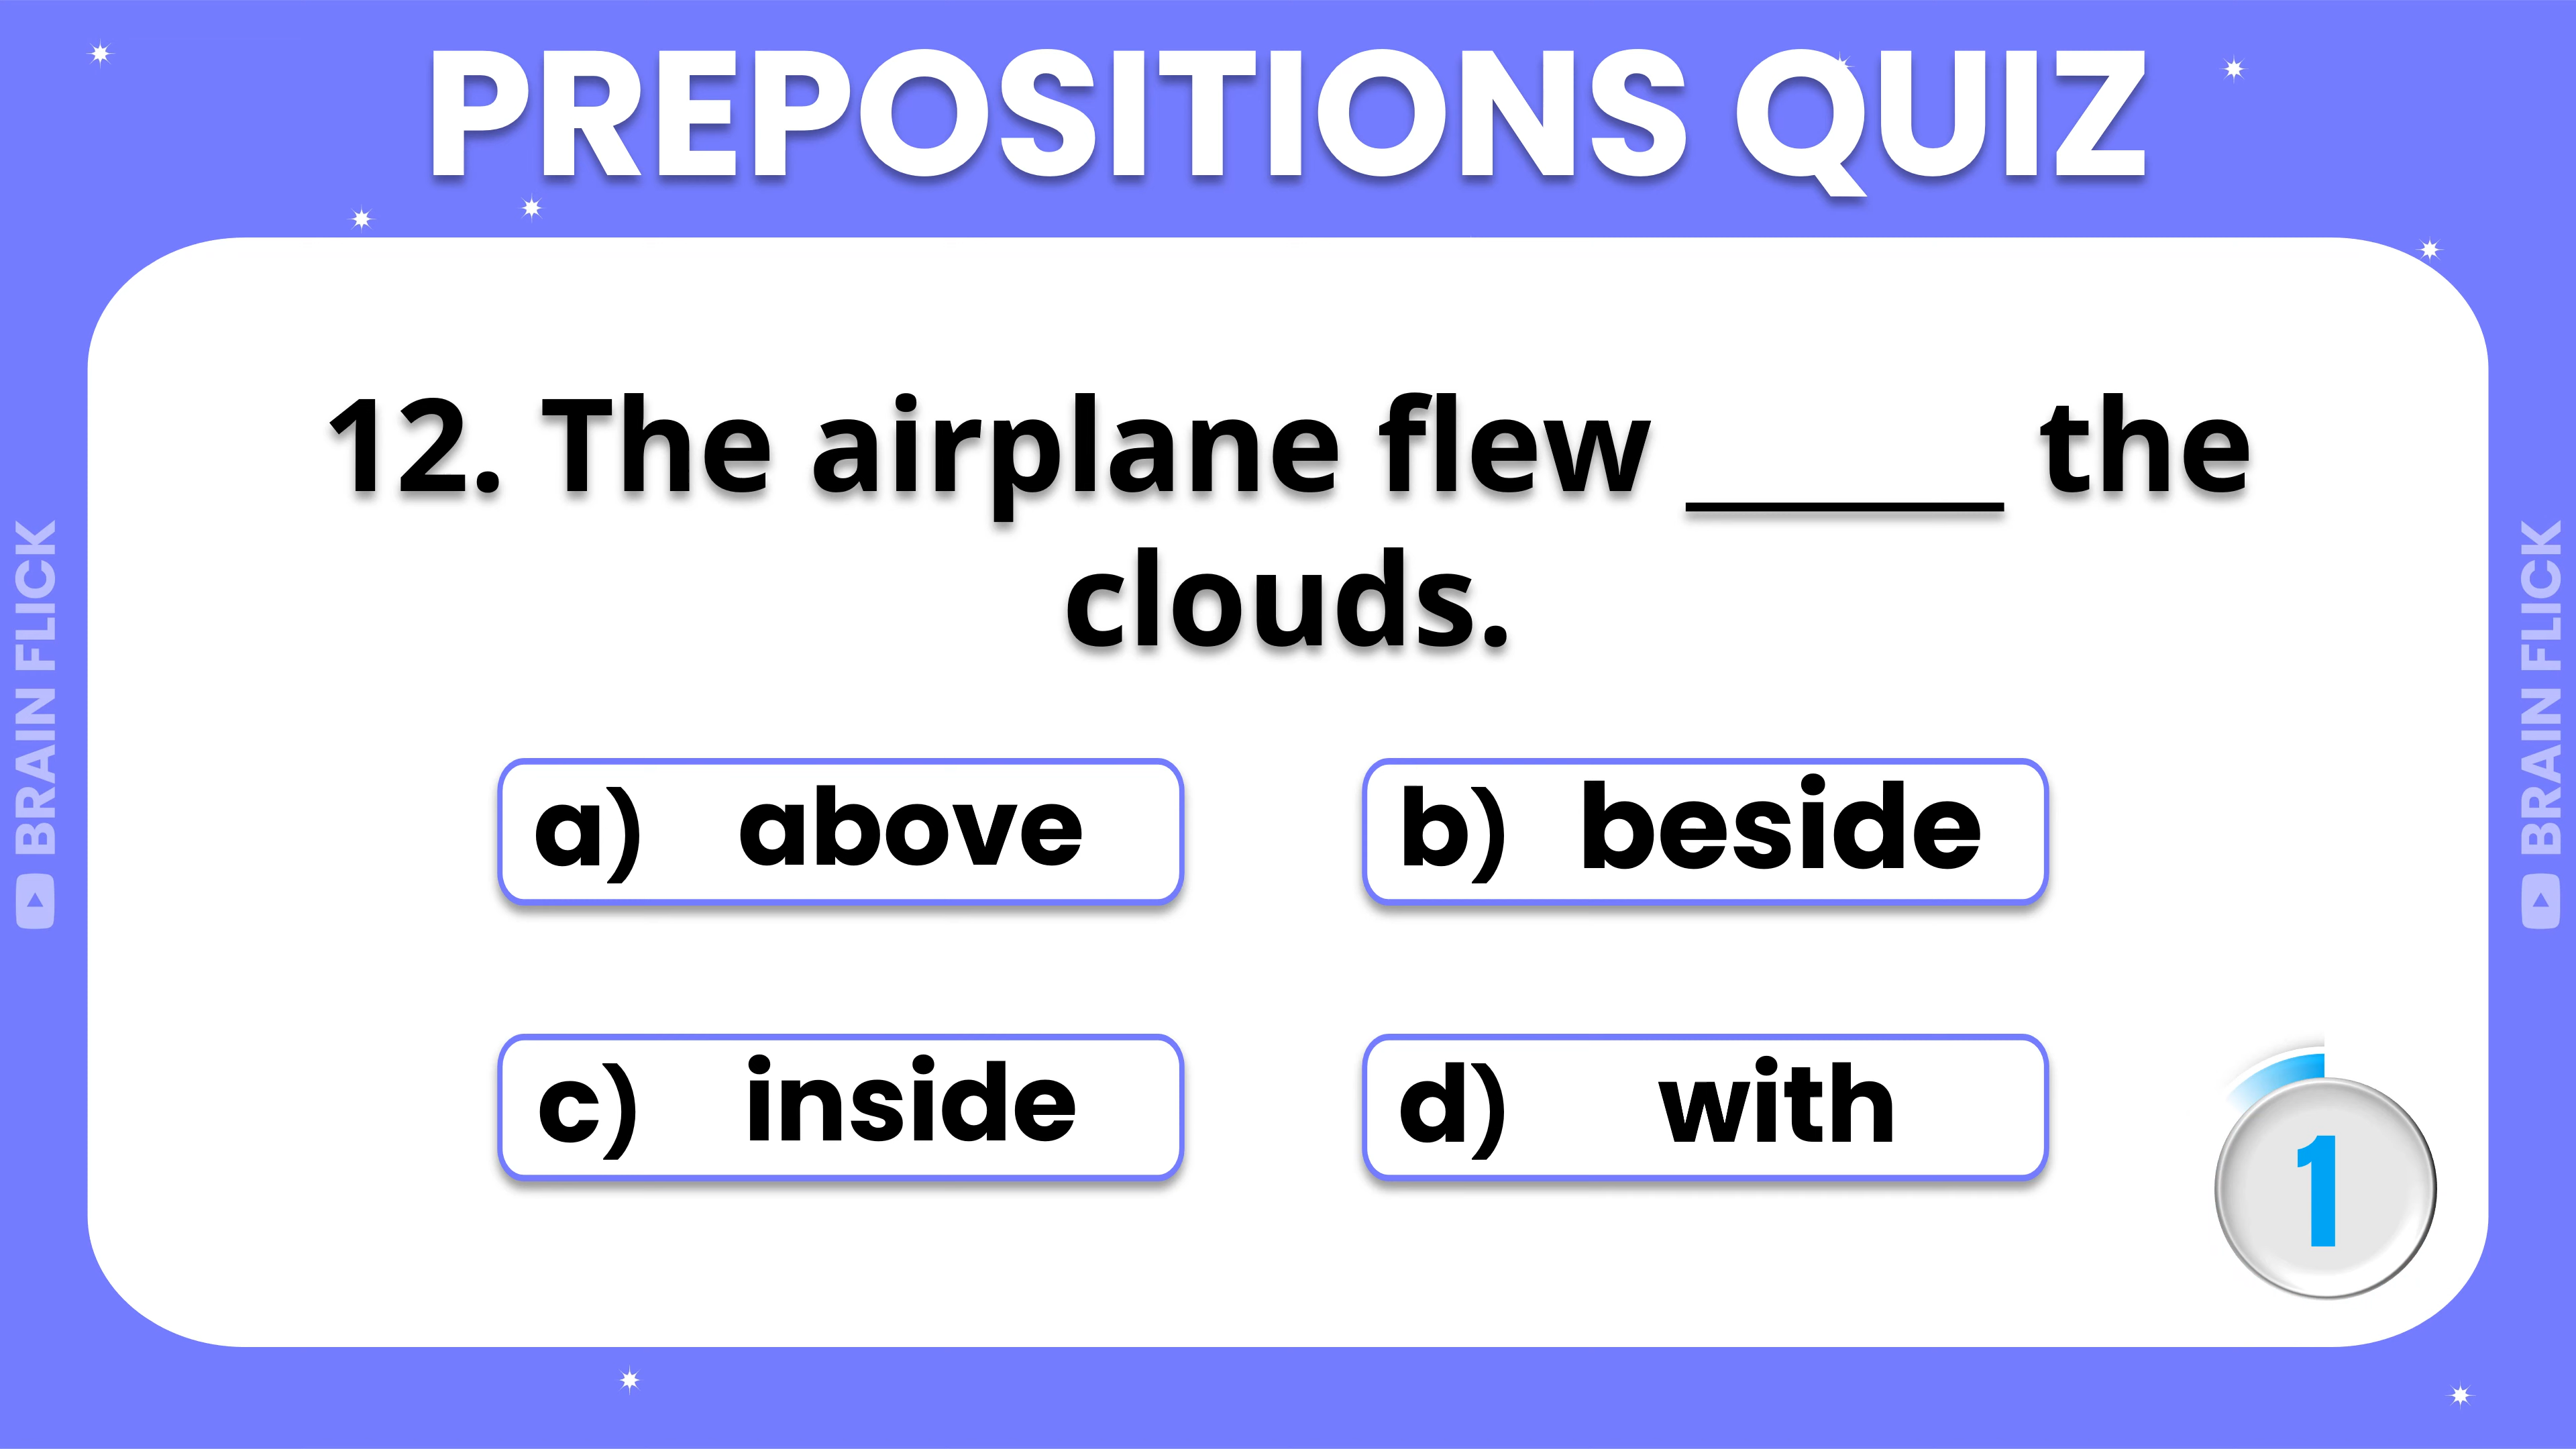 PREPOSITIONS QUIZ
12. The airplane flew ______ the
clouds.
a) above
b) beside
c) inside
d) with
1
BRAIN FLICK
BRAIN FLICK